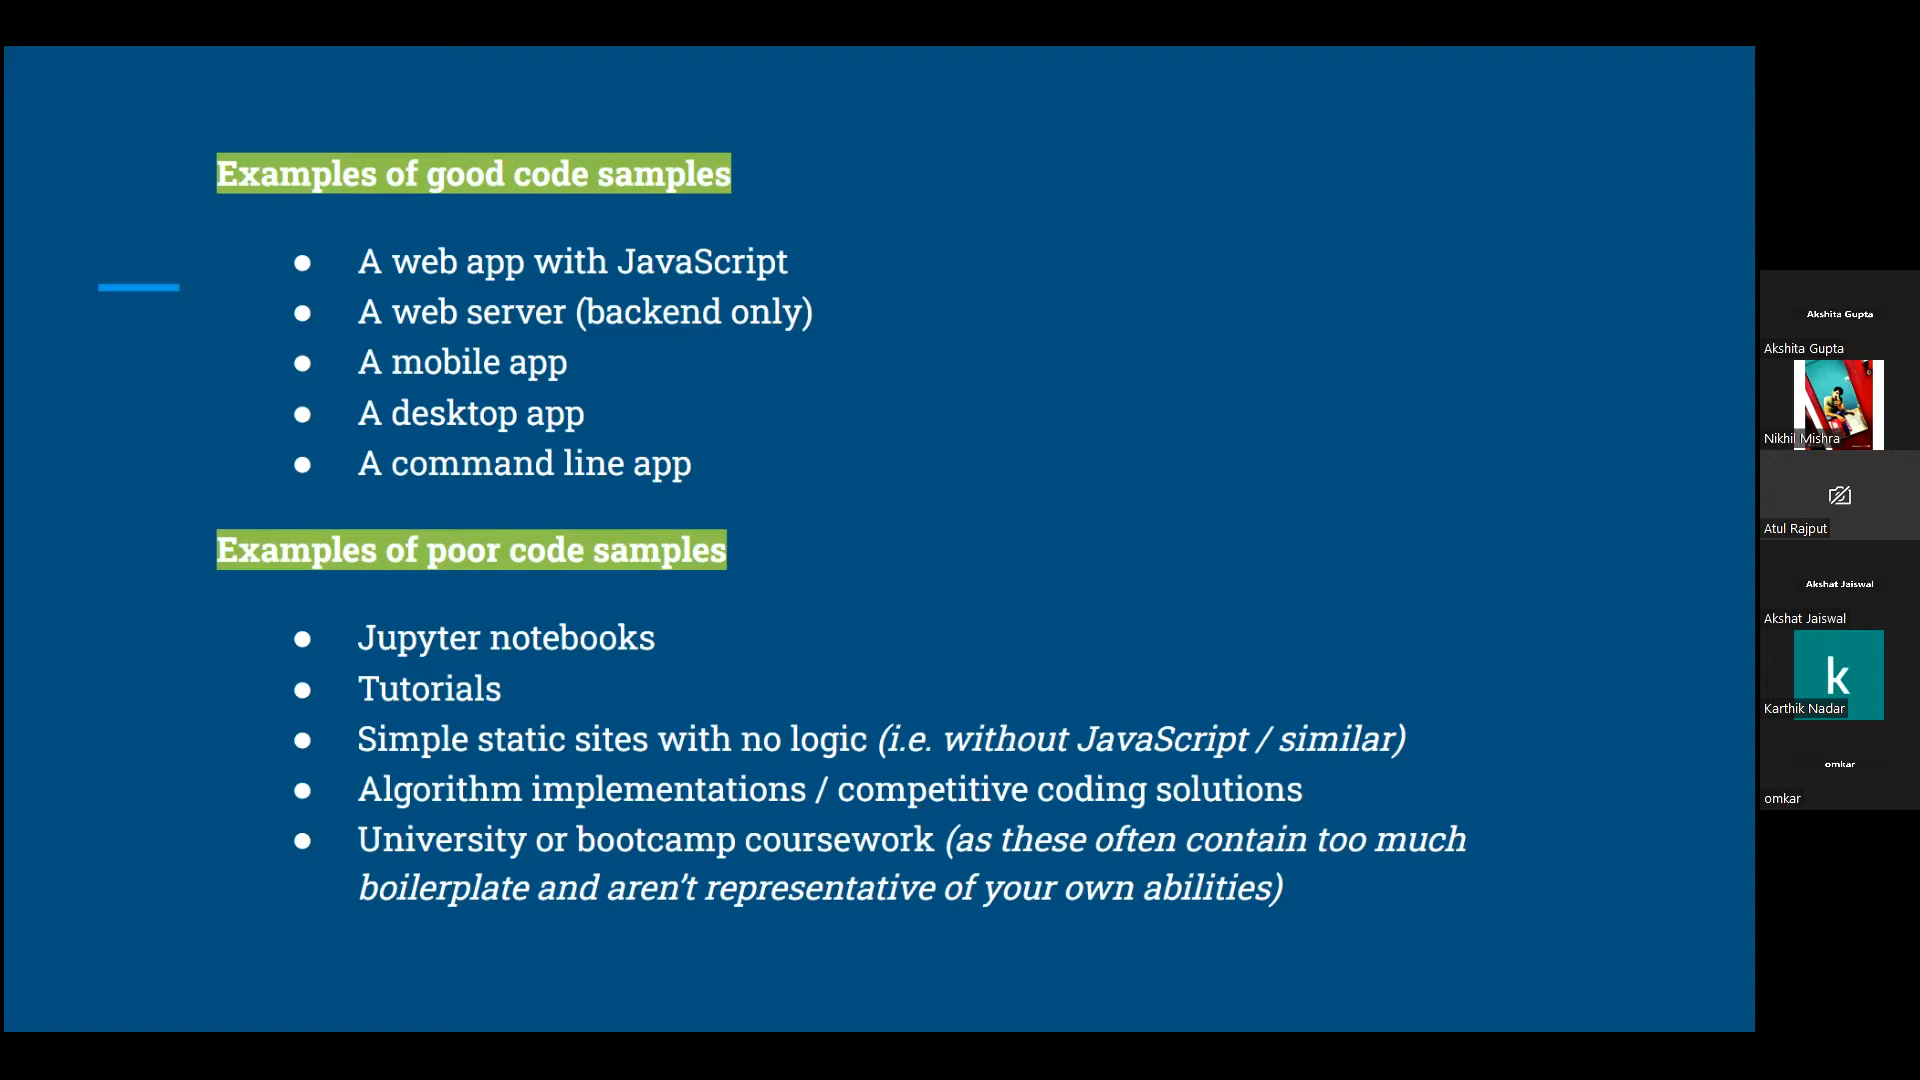 Examples of good code samples
● A web app with JavaScript
● A web server (backend only)
● A mobile app
● A desktop app
● A command line app
Examples of poor code samples
● Jupyter notebooks
● Tutorials
● Simple static sites with no logic (i.e. without JavaScript / similar)
● Algorithm implementations / competitive coding solutions
● University or bootcamp coursework (as these often contain too much
boilerplate and aren't representative of your own abilities)
Akshita Gupta
Akshita Gupta
Nikhil Mishra
Atul Rajput
Akshat Jaiswal
Akshat Jaiswal
k
Karthik Nadar
omkar
omkar